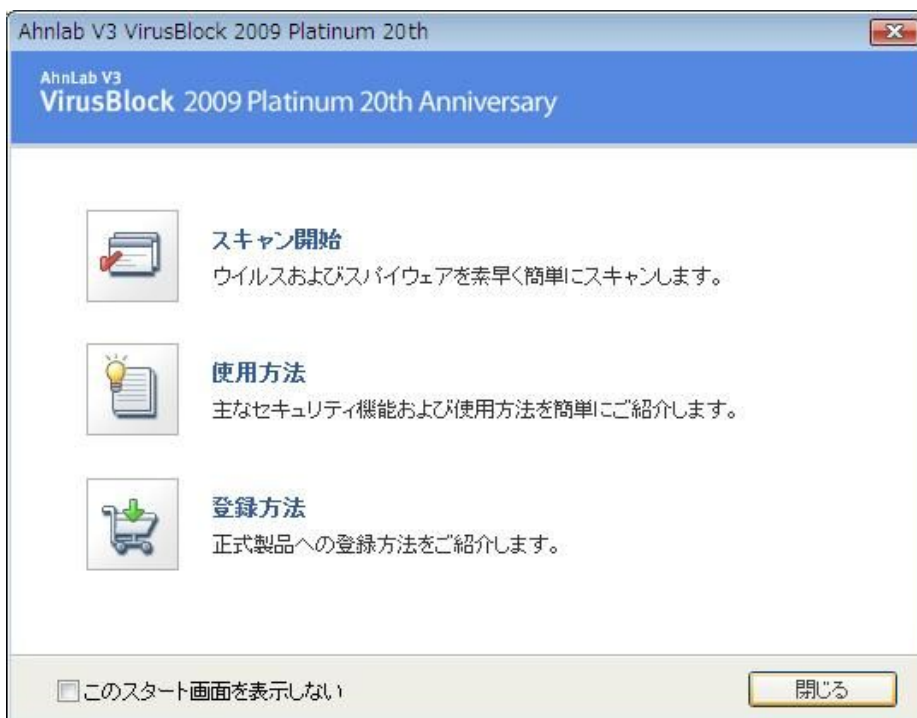 Ahnlab V3 VirusBlock 2009 Platinum 20th
AhnLab V3
VirusBlock 2009 Platinum 20th Anniversary
スキャン開始
ウイルスおよびスパイウェアを素早く簡単にスキャンします。
使用方法
主なセキュリティ機能および使用方法を簡単にご紹介します。
登録方法
正式製品への登録方法をご紹介します。
このスタート画面を表示しない
閉じる